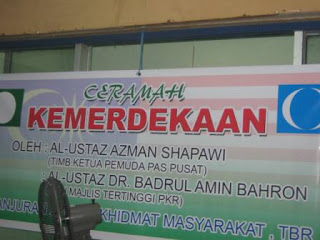 CERAMAH
KEMERDEKAAN
OLEH : AL-USTAZ AZMAN SHAPAWI
(TIMB KETUA PEMUDA PAS PUSAT)
: AL-USTAZ DR. BADRUL AMIN BAHRON
MAJLIS TERTINGGI PKR)
ANJURA KHIDMAT MASYARAKAT , TBR